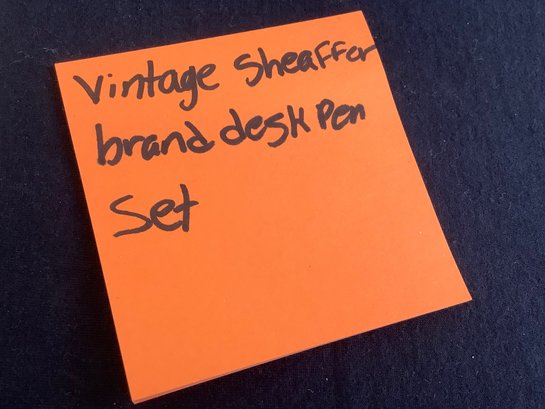 Vintage Sheaffer
brand desk Pen
Set